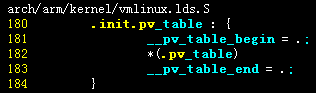 arch/arm/kernel/vmlinux.lds.S
180 .init.pv_table : {
181 __pv_table_begin = .;
182 *(.pv_table)
183 __pv_table_end = .;
184 }